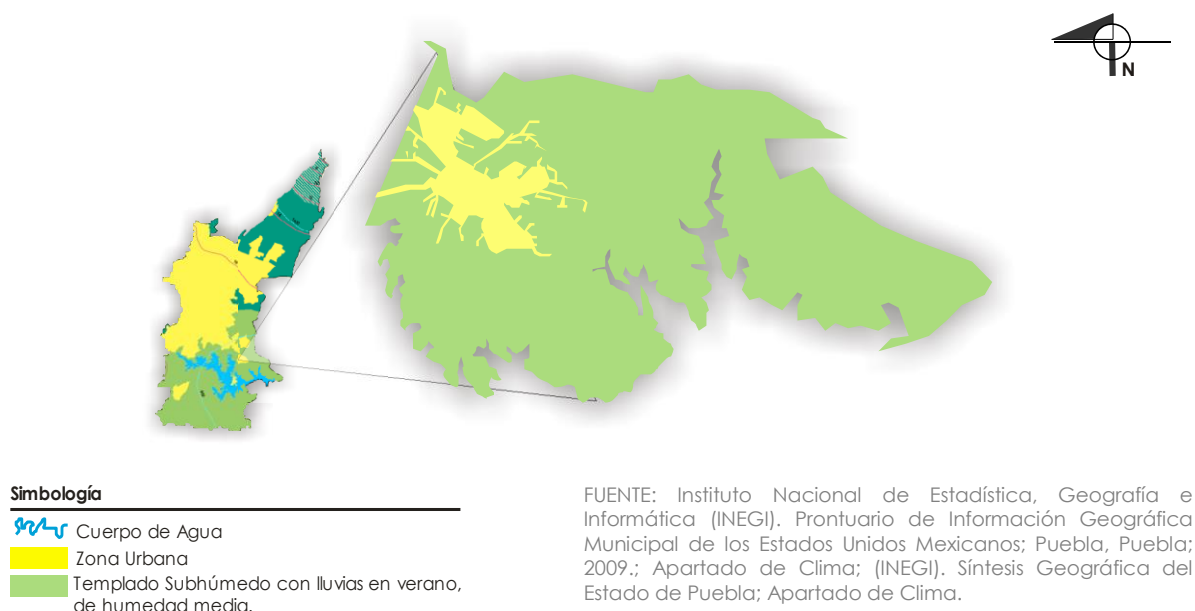 N
Simbología
Cuerpo de Agua
Zona Urbana
Templado Subhúmedo con lluvias en verano,
de humedad media.
FUENTE: Instituto Nacional de Estadística, Geografía e
Informática (INEGI). Prontuario de Información Geográfica
Municipal de los Estados Unidos Mexicanos; Puebla, Puebla;
2009.; Apartado de Clima; (INEGI). Síntesis Geográfica del
Estado de Puebla; Apartado de Clima.